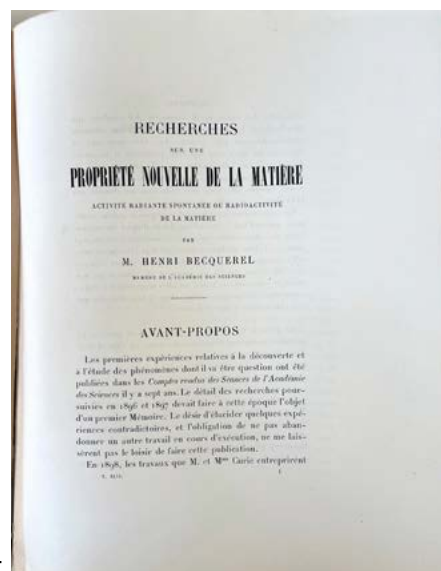 RECHERCHES
SUR UNE
PROPRIÉTÉ NOUVELLE DE LA MATIÈRE
ACTIVITÉ RADIANTE SPONTANÉE OU RADIOACTIVITÉ
DE LA MATIÈRE
PAR
M. HENRI BECQUEREL
MEMBRE DE L'ACADÉMIE DES SCIENCES
AVANT-PROPOS
Les premières expériences relatives à la découverte et
à l'étude des phénomènes dont il va être question ont été
publiées dans les Comptes rendus des Séances de l'Académie
des Sciences il y a sept ans. Le détail des recherches pour-
suivies en 1896 et 1897 devait faire à cette époque l'objet
d'un premier Mémoire. Le désir d'élucider quelques expé-
riences contradictoires, et l'obligation de ne pas aban-
donner un autre travail en cours d'exécution, ne me lais-
sèrent pas le loisir de faire cette publication.
En 1898, les travaux que M. et Mme Curie entreprirent